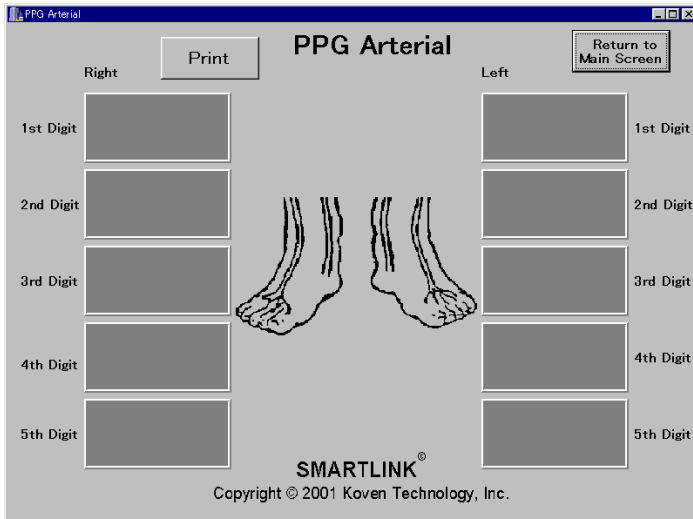 PPG Arterial
PPG Arterial
Print
Return to
Main Screen
Right
Left
1st Digit
1st Digit
2nd Digit
2nd Digit
3rd Digit
3rd Digit
4th Digit
4th Digit
5th Digit
5th Digit
SMARTLINK©
Copyright © 2001 Koven Technology, Inc.